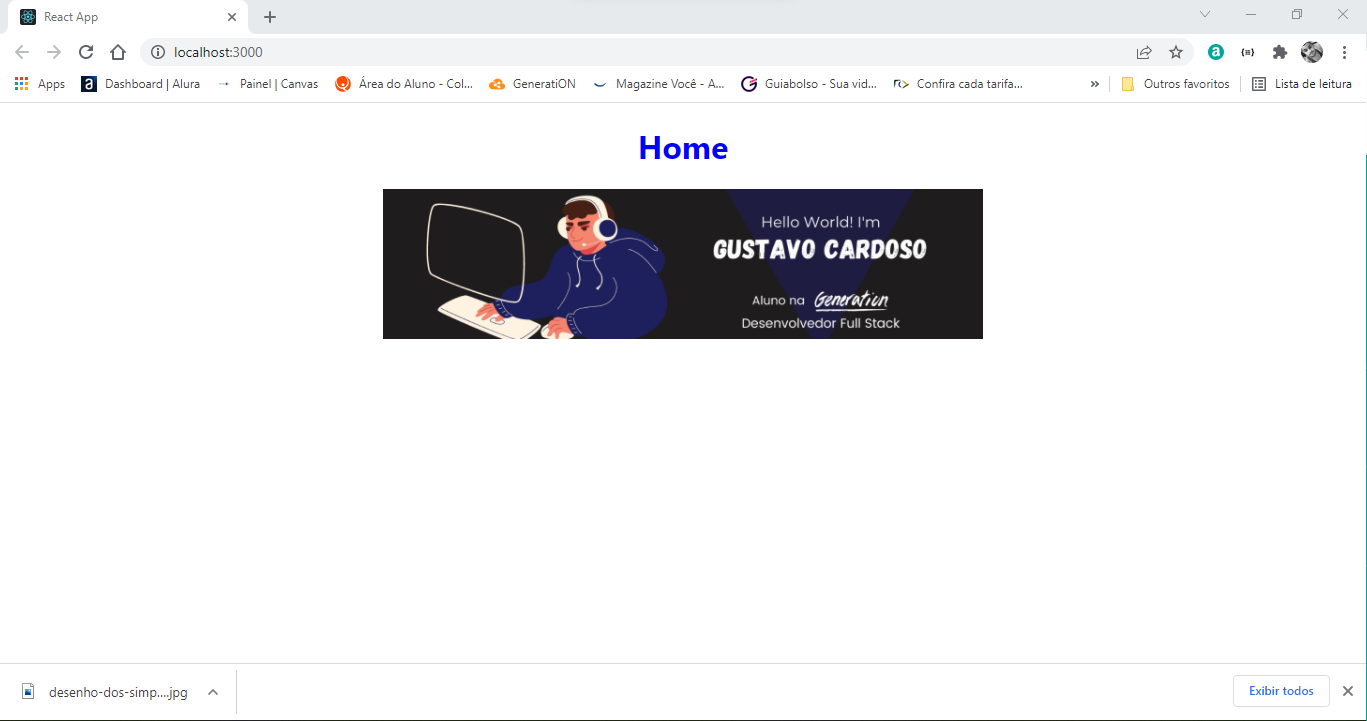 React App
localhost:3000
Apps
Dashboard | Alura
Painel | Canvas
Área do Aluno - Col...
GeneratiON
Magazine Você - A...
Guiabolso - Sua vid...
Confira cada tarifa...
»
Outros favoritos
Lista de leitura
Home
Hello World! I'm
GUSTAVO CARDOSO
Aluno na Generation
Desenvolvedor Full Stack
desenho-dos-simp....jpg
Exibir todos